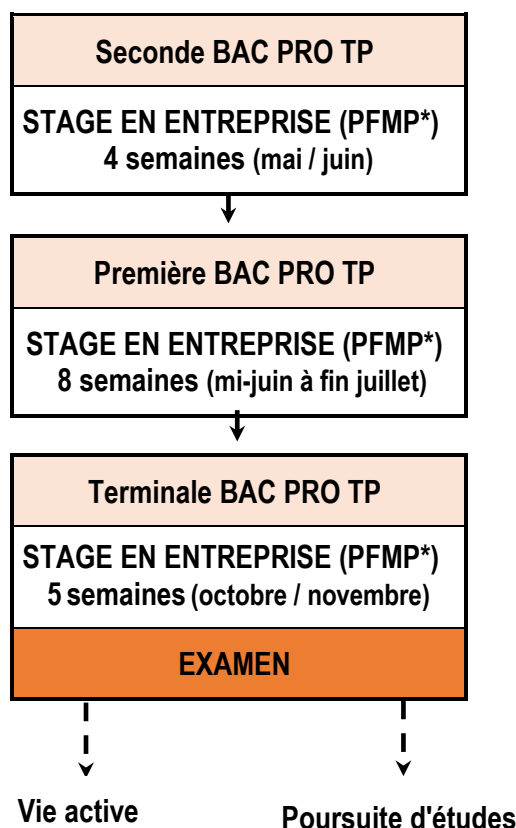 Seconde BAC PRO TP
STAGE EN ENTREPRISE (PFMP*)
4 semaines (mai / juin)
Première BAC PRO TP
STAGE EN ENTREPRISE (PFMP*)
8 semaines (mi-juin à fin juillet)
Terminale BAC PRO TP
STAGE EN ENTREPRISE (PFMP*)
5 semaines (octobre / novembre)
EXAMEN
Vie active
Poursuite d'études